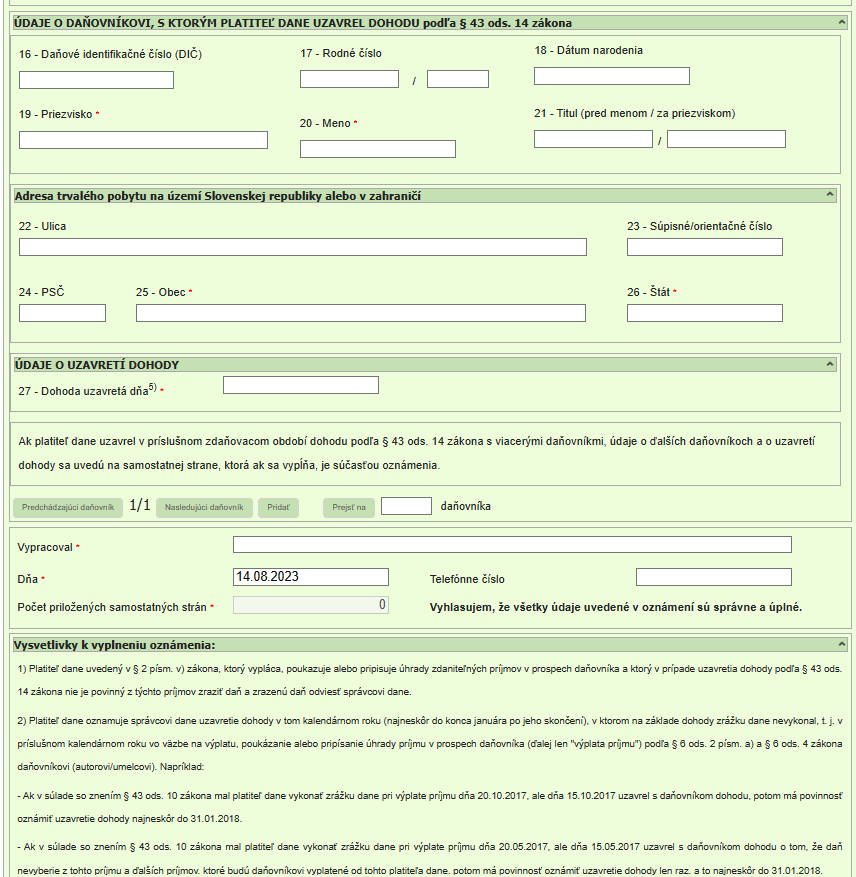 ÚDAJE O DAŇOVNÍKOVI, S KTORÝM PLATITEĽ DANE UZAVREL DOHODU podľa § 43 ods. 14 zákona
16 - Daňové identifikačné číslo (DIČ)
17 - Rodné číslo
18 - Dátum narodenia
/
19 - Priezvisko *
20 - Meno *
21 - Titul (pred menom / za priezviskom)
/
Adresa trvalého pobytu na území Slovenskej republiky alebo v zahraničí
22 - Ulica
23 - Súpisné/orientačné číslo
24 - PSČ
25 - Obec *
26 - Štát *
ÚDAJE O UZAVRETÍ DOHODY
27 - Dohoda uzavretá dňa5) *
Ak platiteľ dane uzavrel v príslušnom zdaňovacom období dohodu podľa § 43 ods. 14 zákona s viacerými daňovníkmi, údaje o ďalších daňovníkoch a o uzavretí
dohody sa uvedú na samostatnej strane, ktorá ak sa vypĺňa, je súčasťou oznámenia.
Predchádzajúci daňovník 1/1 Nasledujúci daňovník Pridať Prejsť na daňovníka
Vypracoval *
Dňa * 14.08.2023 Telefónne číslo
Počet priložených samostatných strán * 0 Vyhlasujem, že všetky údaje uvedené v oznámení sú správne a úplné.
Vysvetlivky k vyplneniu oznámenia:
1) Platiteľ dane uvedený v § 2 písm. v) zákona, ktorý vypláca, poukazuje alebo pripisuje úhrady zdaniteľných príjmov v prospech daňovníka a ktorý v prípade uzavretia dohody podľa § 43 ods.
14 zákona nie je povinný z týchto príjmov zraziť daň a zrazenú daň odviesť správcovi dane.
2) Platiteľ dane oznamuje správcovi dane uzavretie dohody v tom kalendárnom roku (najneskôr do konca januára po jeho skončení), v ktorom na základe dohody zrážku dane nevykonal, t. j. v
príslušnom kalendárnom roku vo väzbe na výplatu, poukázanie alebo pripísanie úhrady príjmu v prospech daňovníka (ďalej len "výplata príjmu") podľa § 6 ods. 2 písm. a) a § 6 ods. 4 zákona
daňovníkovi (autorovi/umelcovi). Napríklad:
- Ak v súlade so znením § 43 ods. 10 zákona mal platiteľ dane vykonať zrážku dane pri výplate príjmu dňa 20.10.2017, ale dňa 15.10.2017 uzavrel s daňovníkom dohodu, potom má povinnosť
oznámiť uzavretie dohody najneskôr do 31.01.2018.
- Ak v súlade so znením § 43 ods. 10 zákona mal platiteľ dane vykonať zrážku dane pri výplate príjmu dňa 20.05.2017, ale dňa 15.05.2017 uzavrel s daňovníkom dohodu o tom, že daň
nevyberie z tohto príjmu a ďalších príjmov, ktoré budú daňovníkovi vyplatené od tohto platiteľa dane, potom má povinnosť oznámiť uzavretie dohody len raz, a to najneskôr do 31.01.2018.